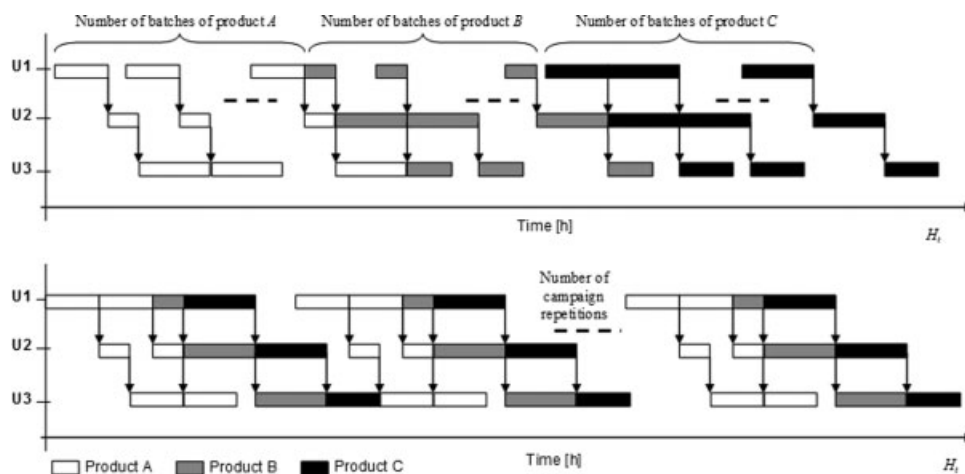 Number of batches of product A
Number of batches of product B
Number of batches of product C
U1
U2
U3
Time [h]
Ht
U1
Number of
campaign
repetitions
U2
U3
Time [h]
Ht
Product A
Product B
Product C